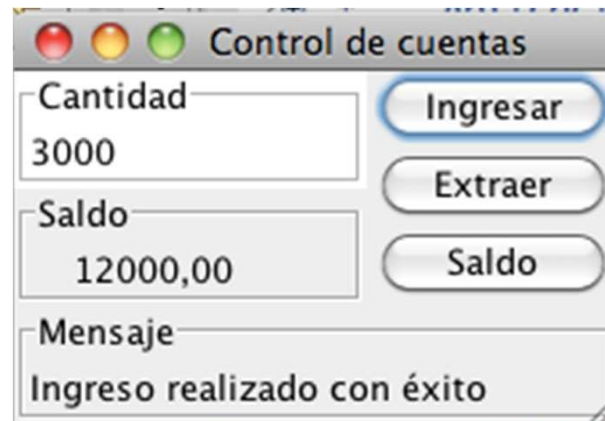 Control de cuentas
Cantidad
3000
Ingresar
Extraer
Saldo
12000,00
Saldo
Mensaje
Ingreso realizado con éxito